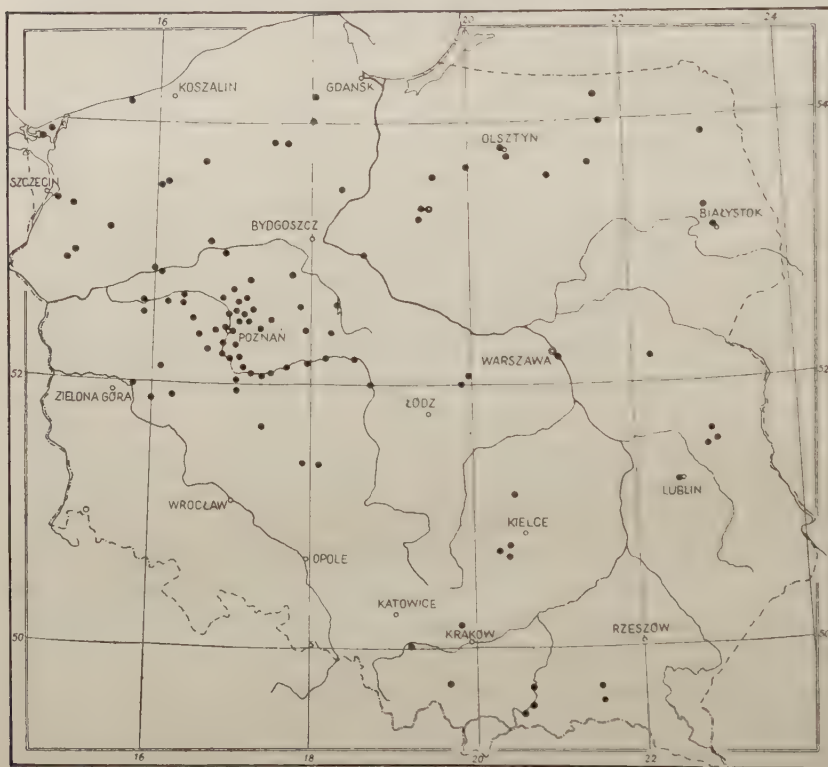 16
18
20
22
24
KOSZALIN
GDAŃSK
54
OLSZTYN
SZCZECIN
BIAŁYSTOK
BYDGOSZCZ
POZNAŃ
WARSZAWA
52
52
ZIELONA GÓRA
ŁÓDZ
LUBLIN
WROCŁAW
KIELCE
OPOLE
KATOWICE
50
KRAKÓW
RZESZÓW
50
16
18
20
22